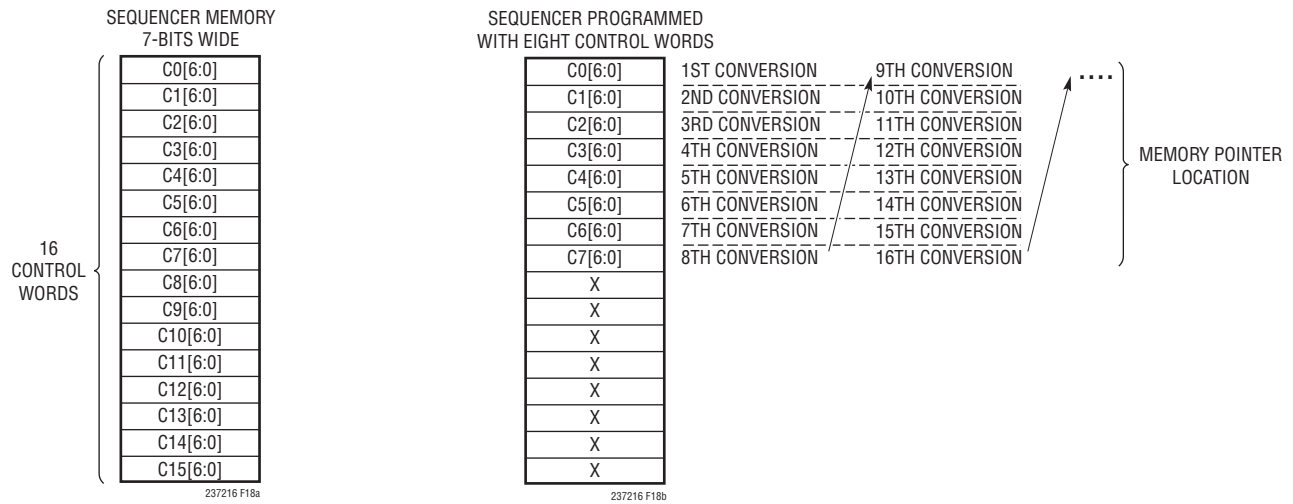 SEQUENCER MEMORY
7-BITS WIDE
C0[6:0]
C1[6:0]
C2[6:0]
C3[6:0]
C4[6:0]
C5[6:0]
C6[6:0]
C7[6:0]
C8[6:0]
C9[6:0]
C10[6:0]
C11[6:0]
C12[6:0]
C13[6:0]
C14[6:0]
C15[6:0]
16
CONTROL
WORDS
237216 F18a
SEQUENCER PROGRAMMED
WITH EIGHT CONTROL WORDS
C0[6:0] 1ST CONVERSION 9TH CONVERSION ....
C1[6:0] 2ND CONVERSION 10TH CONVERSION
C2[6:0] 3RD CONVERSION 11TH CONVERSION
C3[6:0] 4TH CONVERSION 12TH CONVERSION
C4[6:0] 5TH CONVERSION 13TH CONVERSION
C5[6:0] 6TH CONVERSION 14TH CONVERSION
C6[6:0] 7TH CONVERSION 15TH CONVERSION
C7[6:0] 8TH CONVERSION 16TH CONVERSION
X
X
X
X
X
X
X
X
MEMORY POINTER
LOCATION
237216 F18b